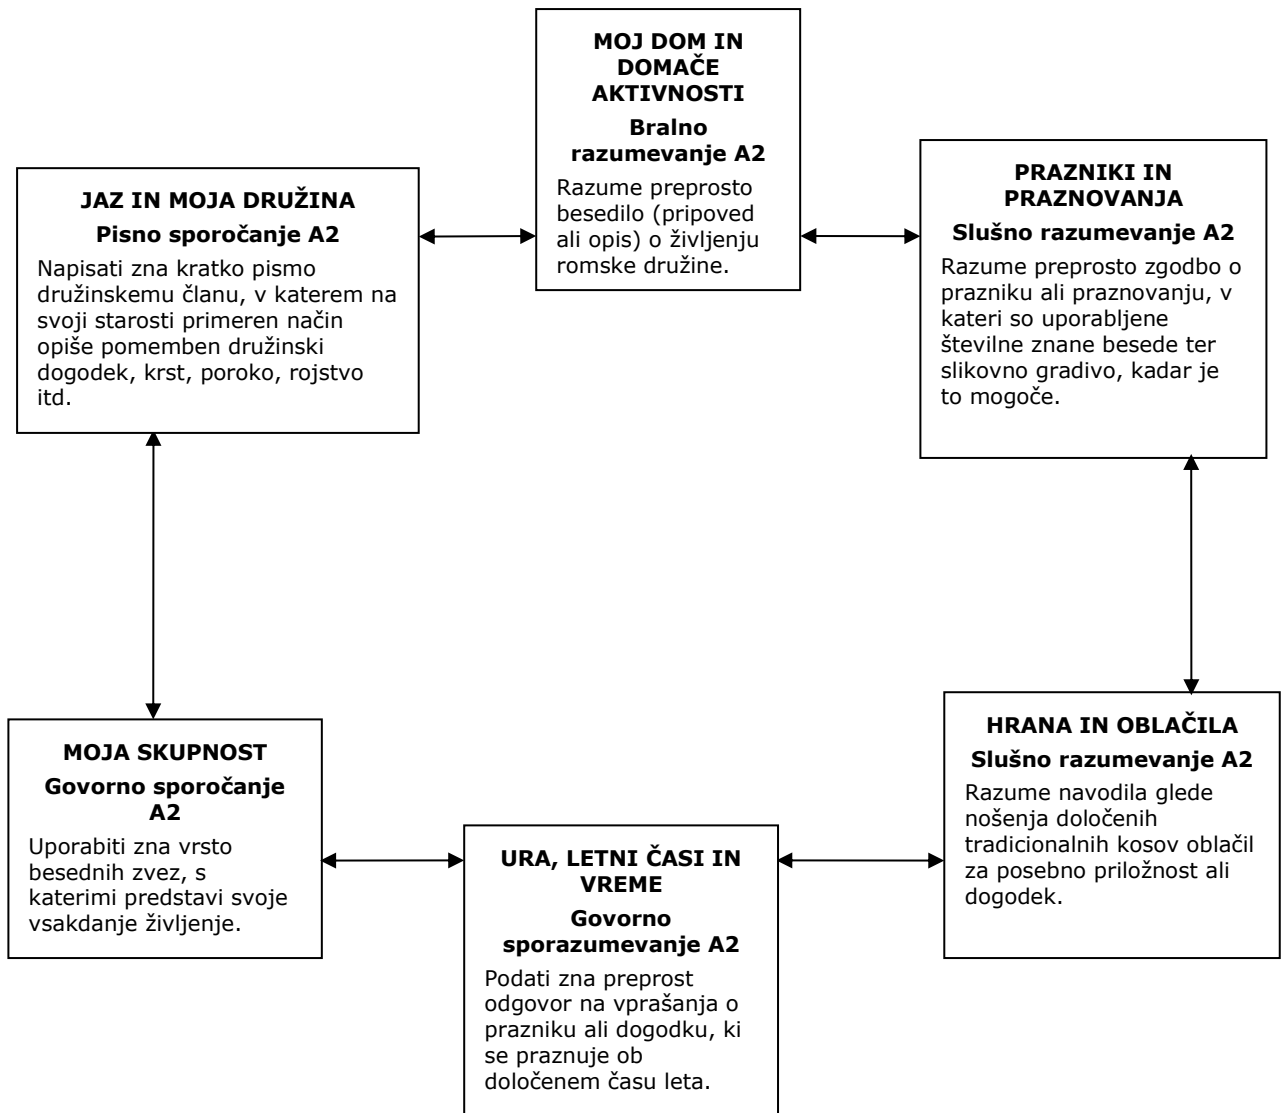 MOJ DOM IN
DOMAČE
AKTIVNOSTI
Bralno
razumevanje A2
Razume preprosto
besedilo (pripoved
ali opis) o življenju
romske družine.
JAZ IN MOJA DRUŽINA
Pisno sporočanje A2
Napisati zna kratko pismo
družinskemu članu, v katerem na
svoji starosti primeren način
opiše pomemben družinski
dogodek, krst, poroko, rojstvo
itd.
PRAZNIKI IN
PRAZNOVANJA
Slušno razumevanje A2
Razume preprosto zgodbo o
prazniku ali praznovanju, v
kateri so uporabljene
številne znane besede ter
slikovno gradivo, kadar je
to mogoče.
MOJA SKUPNOST
Govorno sporočanje
A2
Uporabiti zna vrsto
besednih zvez, s
katerimi predstavi svoje
vsakdanje življenje.
URA, LETNI ČASI IN
VREME
Govorno
sporazumevanje A2
Podati zna preprost
odgovor na vprašanja o
prazniku ali dogodku, ki
se praznuje ob
določenem času leta.
HRANA IN OBLAČILA
Slušno razumevanje A2
Razume navodila glede
nošenja določenih
tradicionalnih kosov oblačil
za posebno priložnost ali
dogodek.